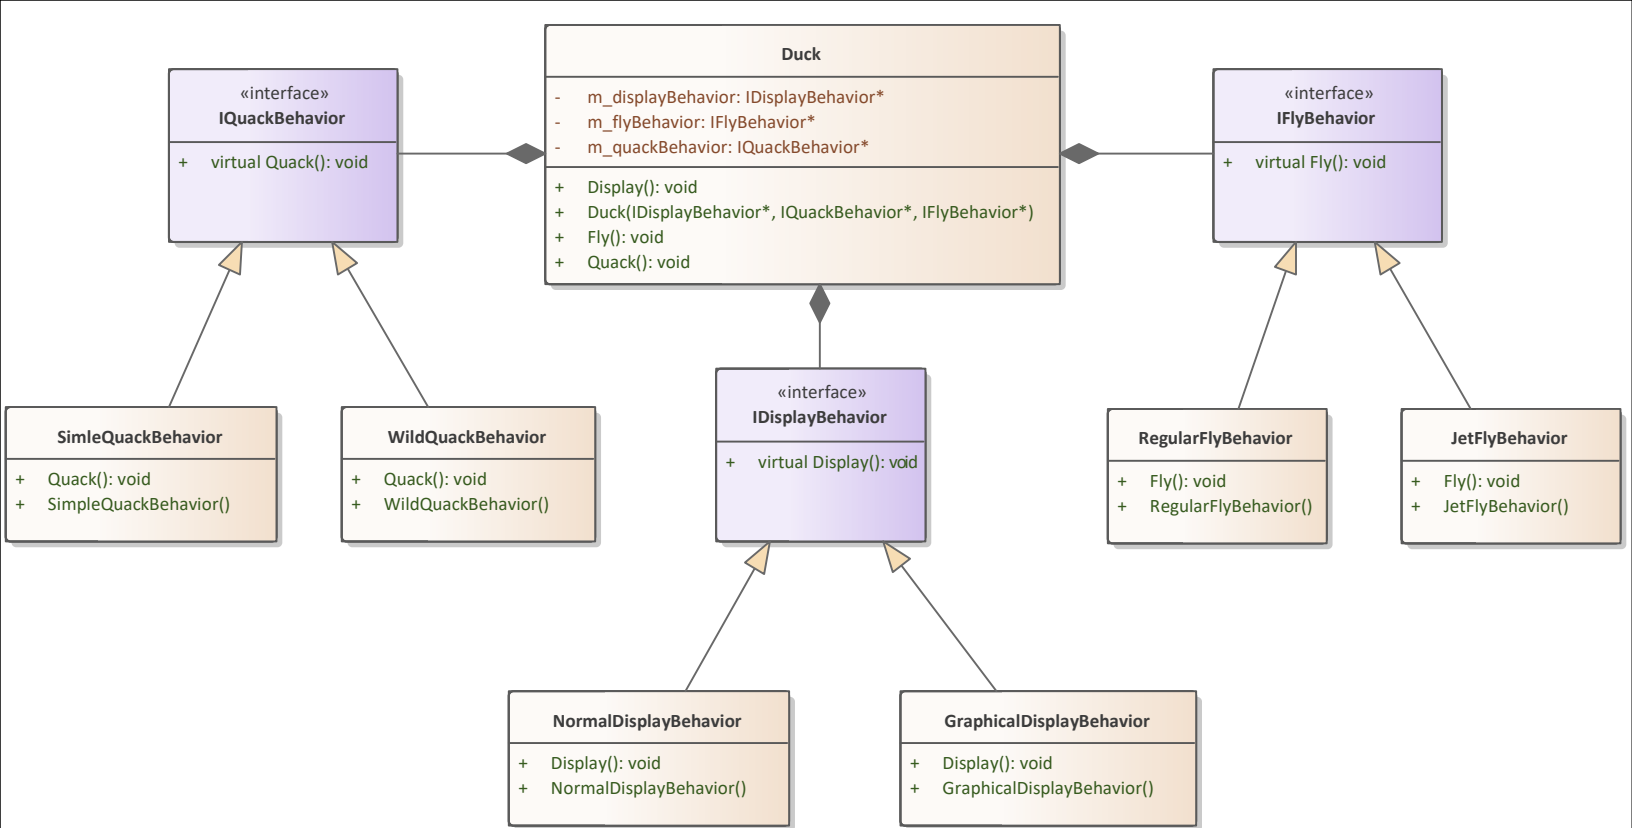 Duck
- m_displayBehavior: IDisplayBehavior*
- m_flyBehavior: IFlyBehavior*
- m_quackBehavior: IQuackBehavior*
+ Display(): void
+ Duck(IDisplayBehavior*, IQuackBehavior*, IFlyBehavior*)
+ Fly(): void
+ Quack(): void
«interface»
IQuackBehavior
+ virtual Quack(): void
«interface»
IFlyBehavior
+ virtual Fly(): void
SimleQuackBehavior
+ Quack(): void
+ SimpleQuackBehavior()
WildQuackBehavior
+ Quack(): void
+ WildQuackBehavior()
«interface»
IDisplayBehavior
+ virtual Display(): void
RegularFlyBehavior
+ Fly(): void
+ RegularFlyBehavior()
JetFlyBehavior
+ Fly(): void
+ JetFlyBehavior()
NormalDisplayBehavior
+ Display(): void
+ NormalDisplayBehavior()
GraphicalDisplayBehavior
+ Display(): void
+ GraphicalDisplayBehavior()